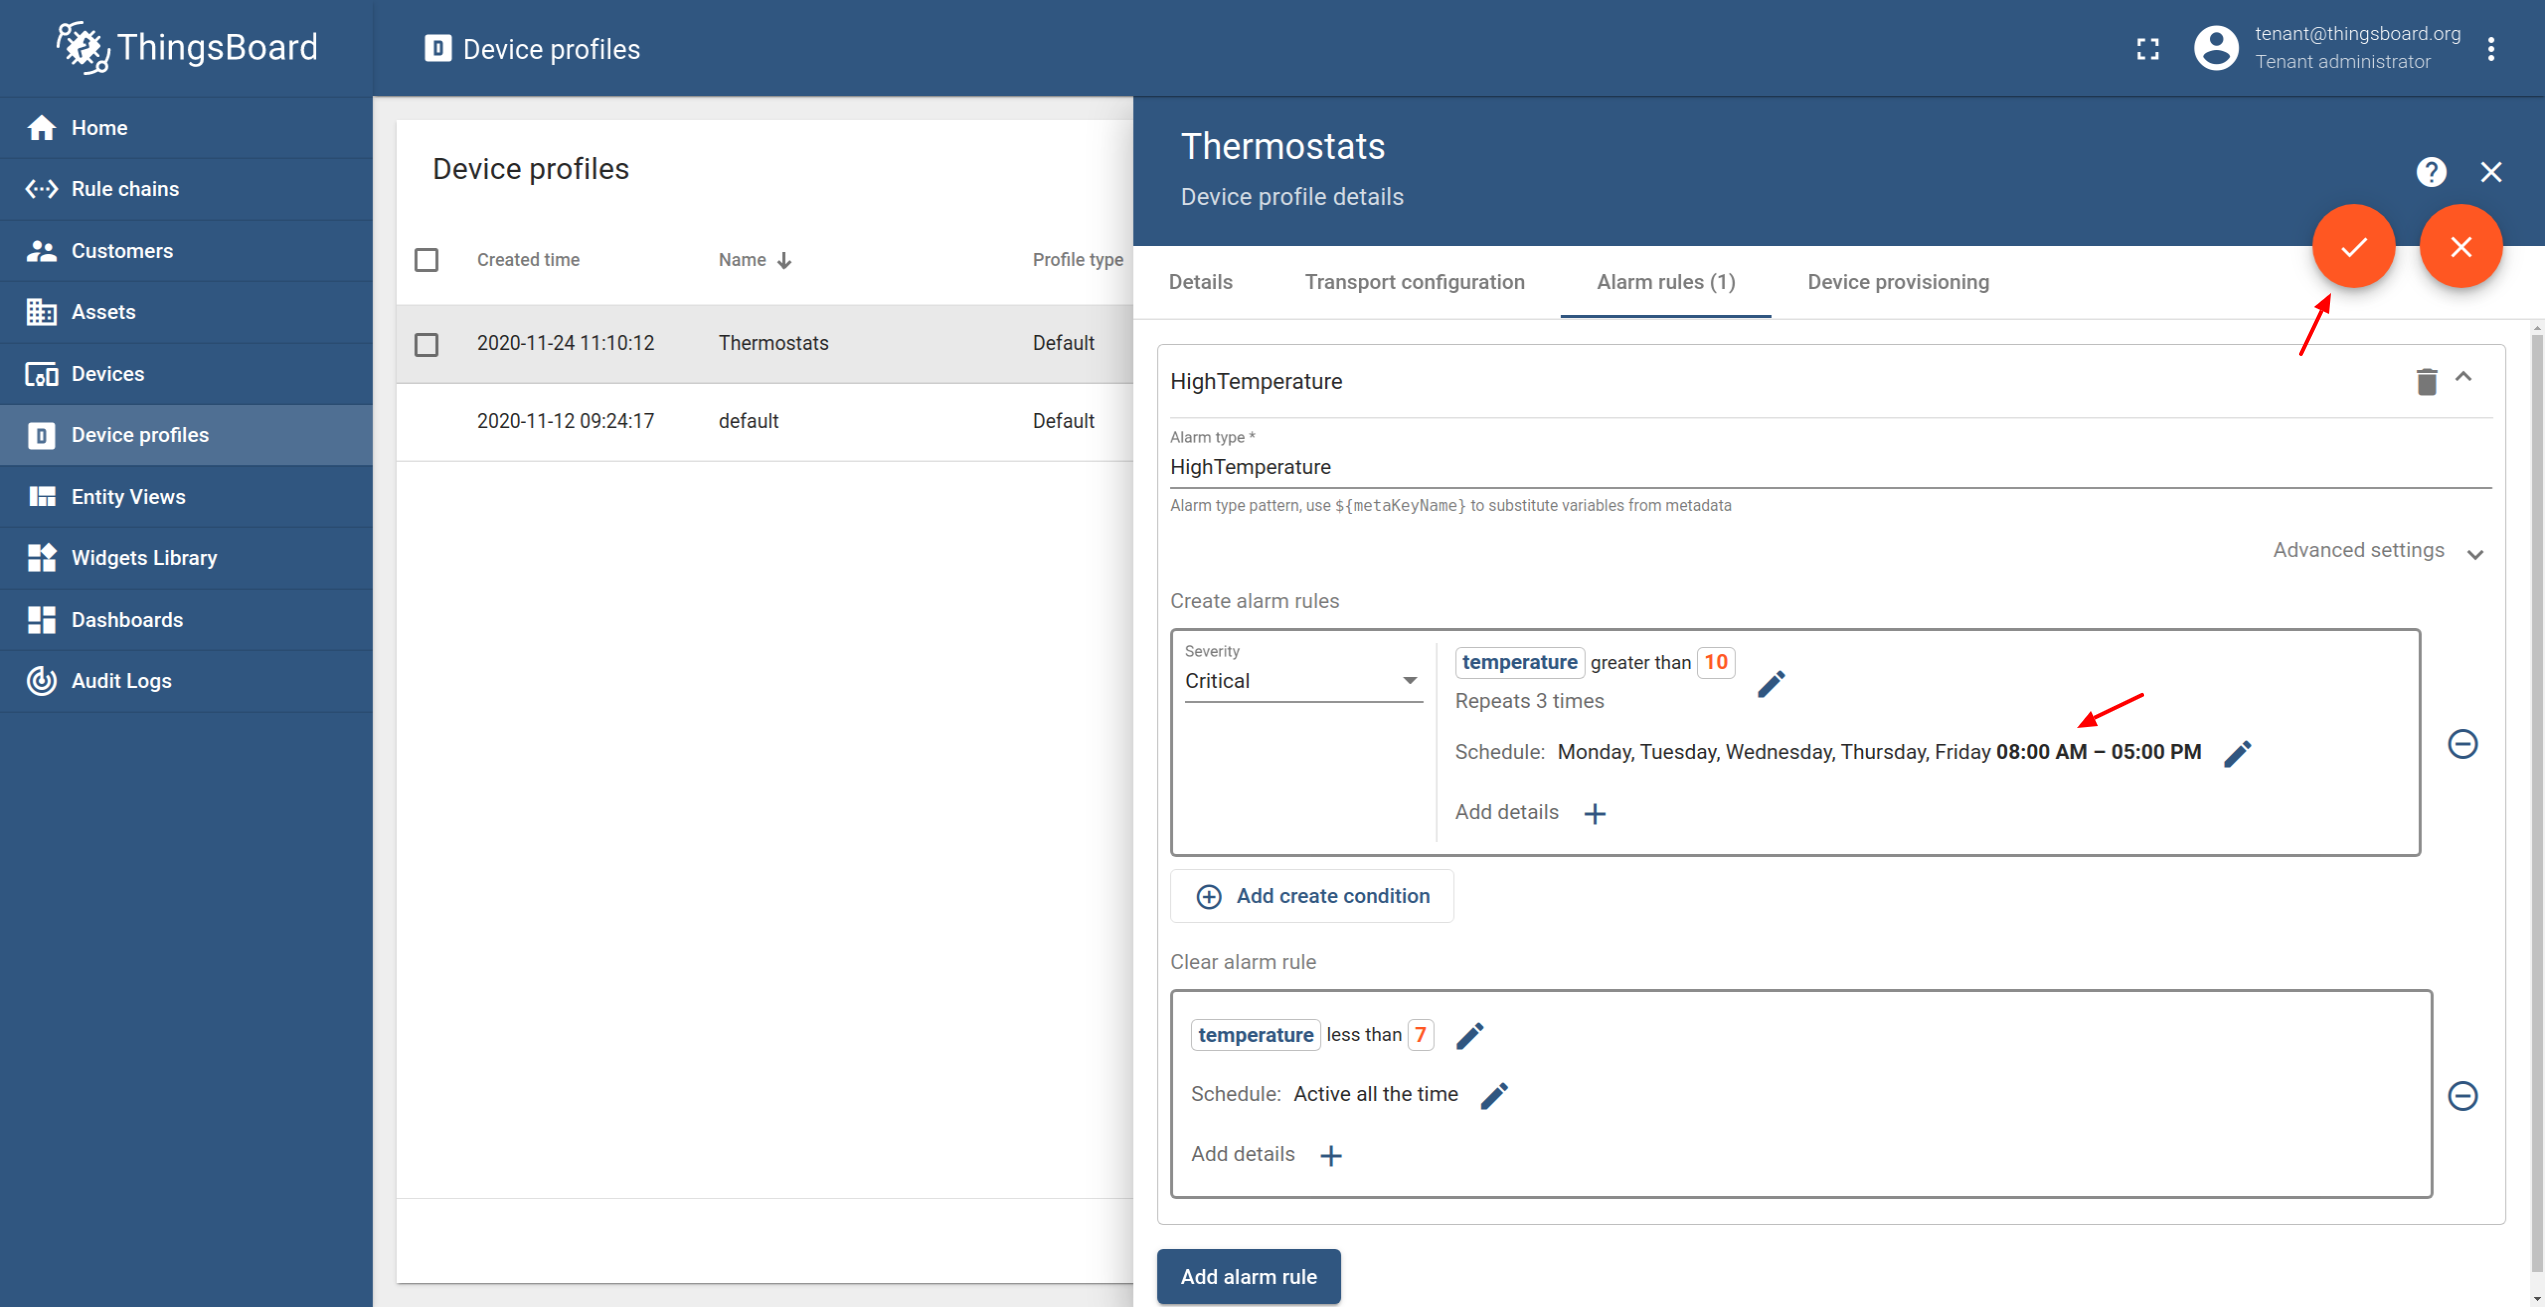 ThingsBoard
Device profiles
tenant@thingsboard.org
Tenant administrator
Home
Rule chains
Customers
Assets
Devices
Device profiles
Entity Views
Widgets Library
Dashboards
Audit Logs
Device profiles
Created time Name Profile type
2020-11-24 11:10:12 Thermostats Default
2020-11-12 09:24:17 default Default
Thermostats
Device profile details
Details Transport configuration Alarm rules (1) Device provisioning
HighTemperature
Alarm type *
HighTemperature
Alarm type pattern, use ${metaKeyName} to substitute variables from metadata
Advanced settings
Create alarm rules
Severity
Critical
temperature greater than 10
Repeats 3 times
Schedule: Monday, Tuesday, Wednesday, Thursday, Friday 08:00 AM – 05:00 PM
Add details
Add create condition
Clear alarm rule
temperature less than 7
Schedule: Active all the time
Add details
Add alarm rule